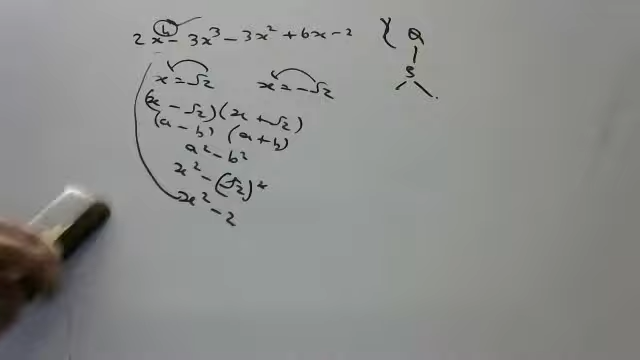 2x⁴ - 3x³ - 3x² + 6x - 2
x = √2 x = -√2
(x - √2) (x + √2)
(a - b) (a + b)
a² - b²
x² - (√2)²
x² - 2
Q
S